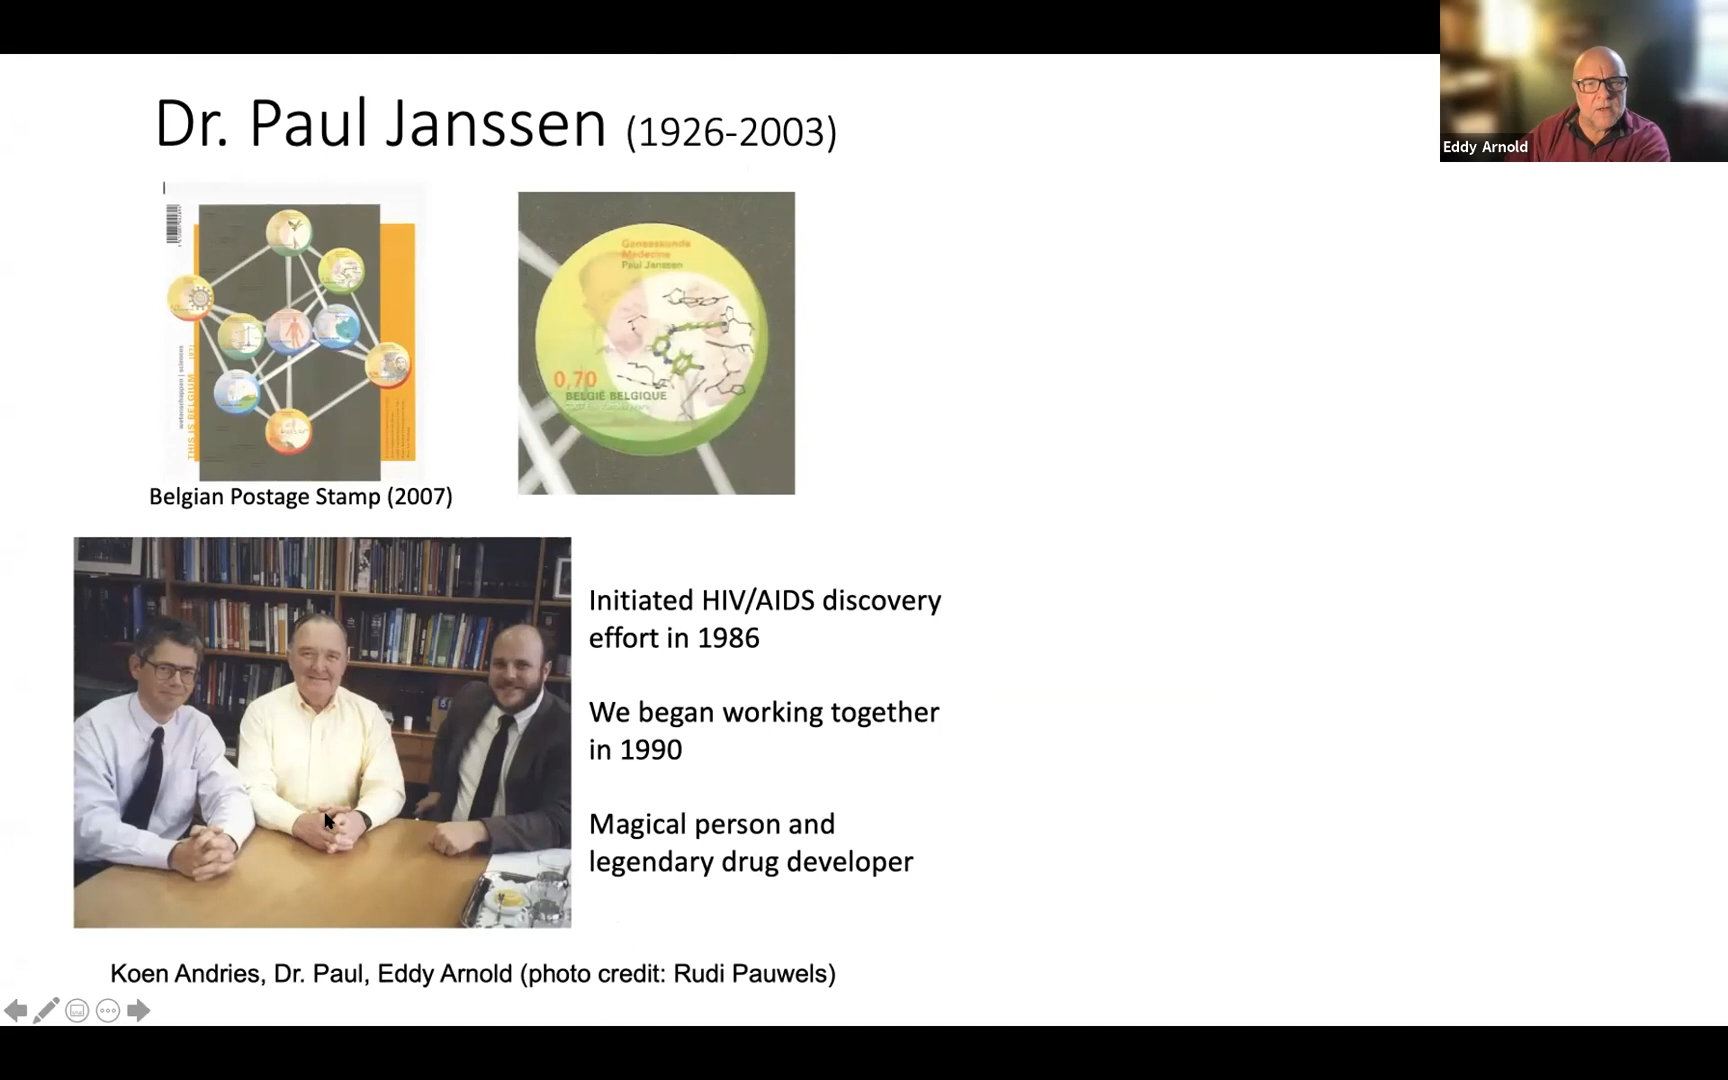 Dr. Paul Janssen (1926-2003)
Eddy Arnold
THIS IS BELGIUM
Geneeskunde
Médecine
Paul Janssen
0,70
BELGIË BELGIQUE
Belgian Postage Stamp (2007)
Initiated HIV/AIDS discovery
effort in 1986
We began working together
in 1990
Magical person and
legendary drug developer
Koen Andries, Dr. Paul, Eddy Arnold (photo credit: Rudi Pauwels)